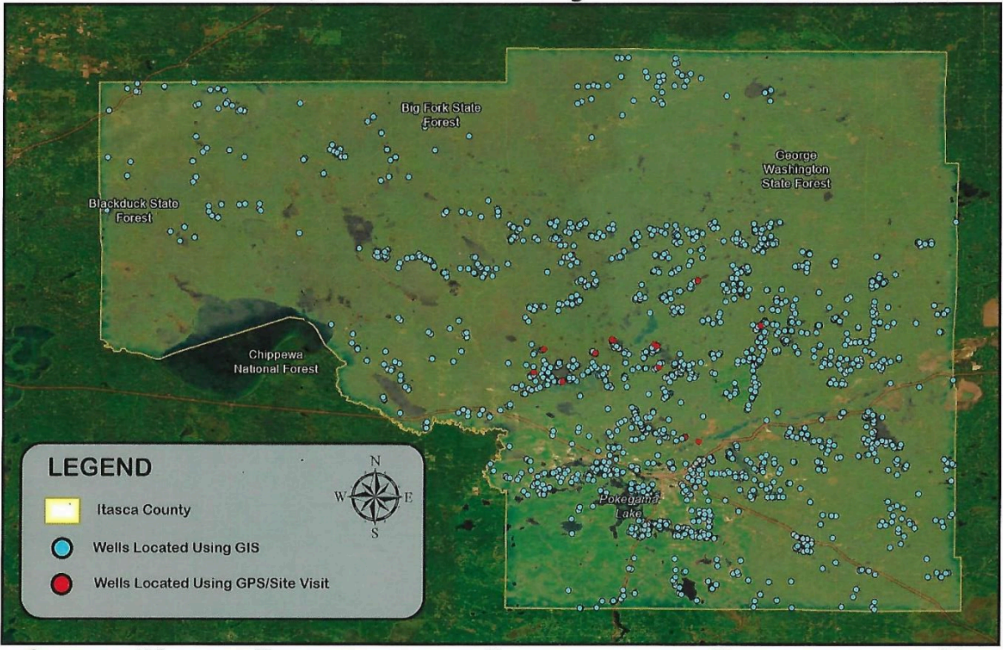 Big Fork State
Forest
George
Washington
State Forest
Blackduck State
Forest
Chippewa
National Forest
Pokegama
Lake
LEGEND
Itasca County
Wells Located Using GIS
Wells Located Using GPS/Site Visit
N
W
E
S